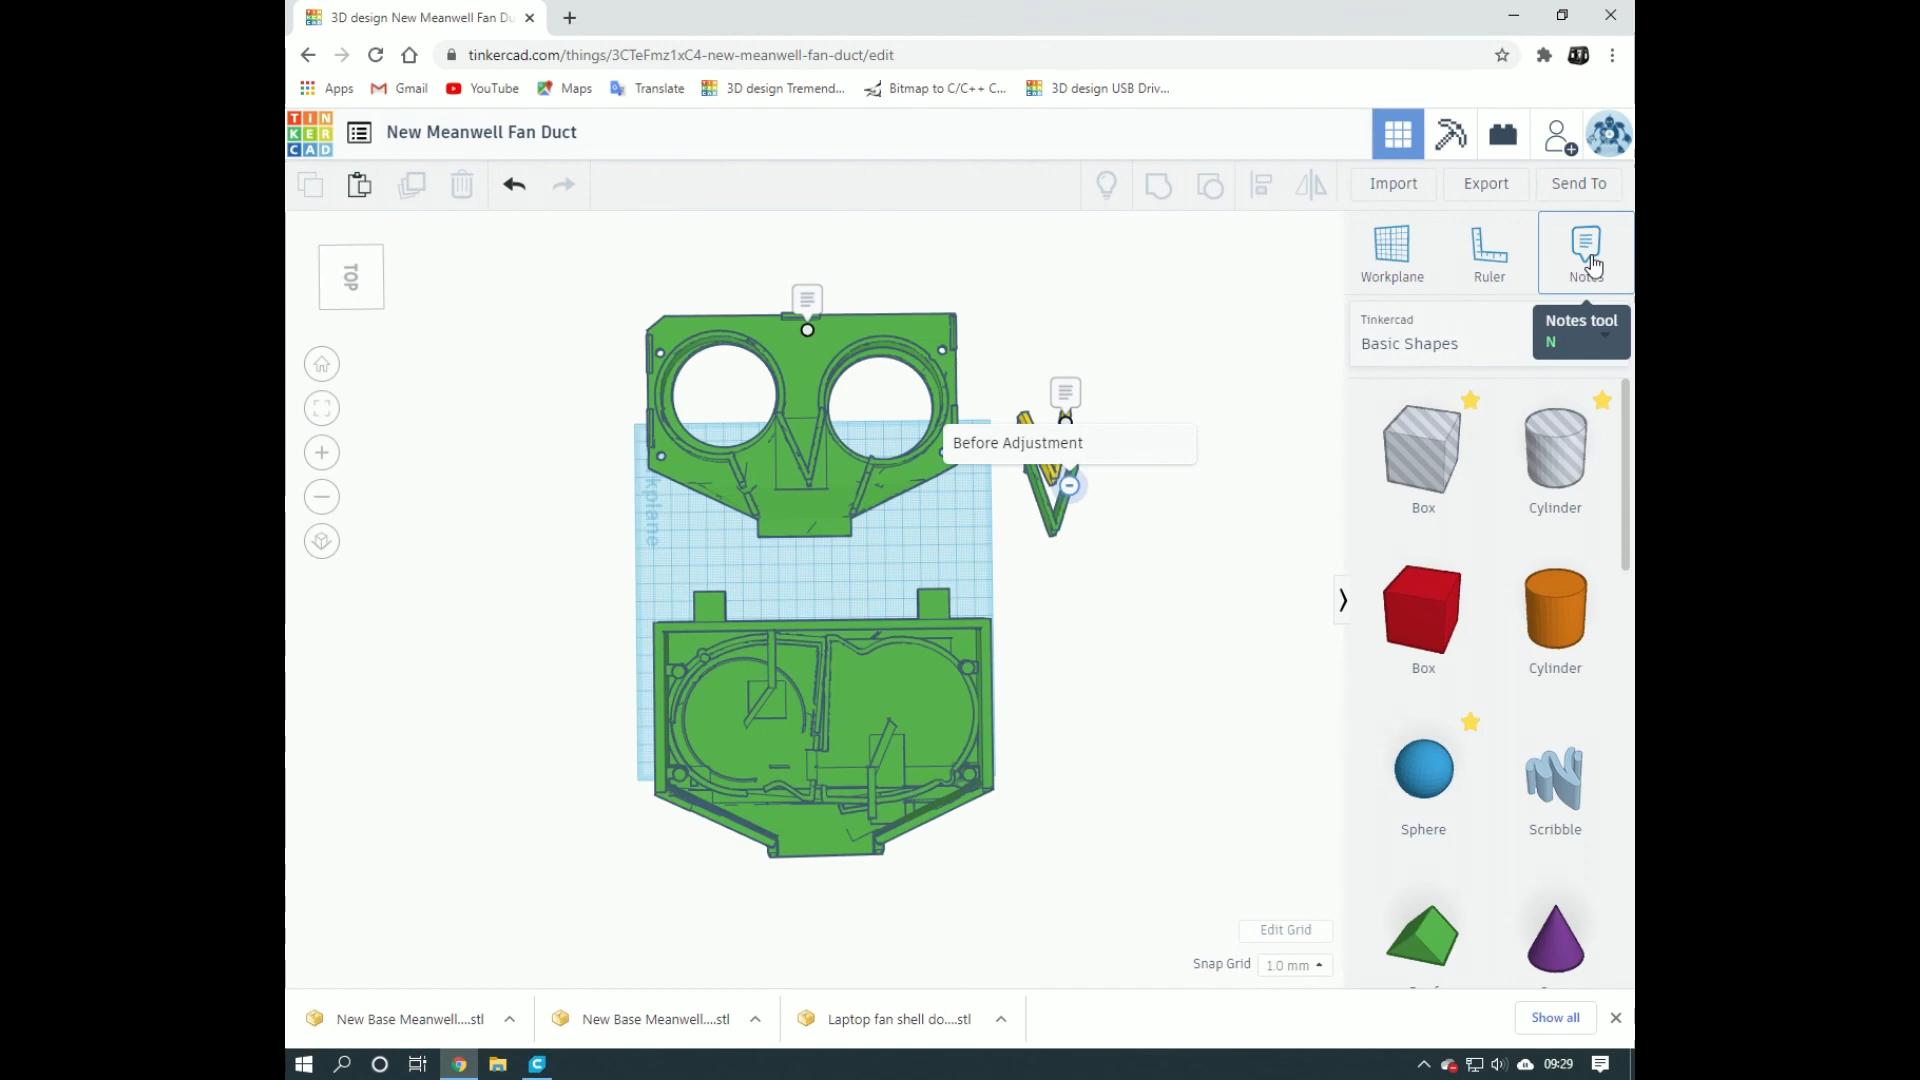 3D design New Meanwell Fan Du
tinkercad.com/things/3CTeFmz1xC4-new-meanwell-fan-duct/edit
Apps Gmail YouTube Maps Translate 3D design Tremend... Bitmap to C/C++ C... 3D design USB Driv...
TIN
KER
CAD
New Meanwell Fan Duct
Import Export Send To
TOP
Workplane Ruler Notes
Tinkercad
Basic Shapes
Notes tool
N
Before Adjustment
kplane
Box Cylinder
Box Cylinder
Sphere Scribble
Edit Grid
Snap Grid 1.0 mm
New Base Meanwell....stl New Base Meanwell....stl Laptop fan shell do....stl Show all
09:29